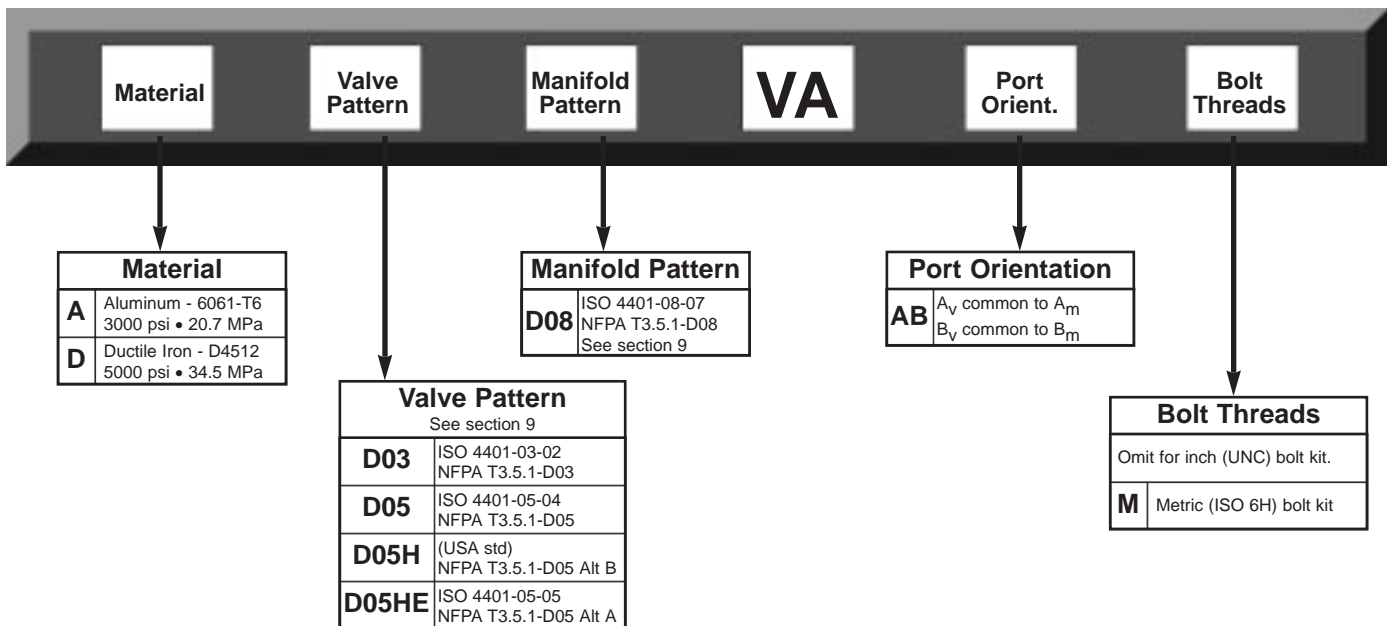 Material
Valve
Pattern
Manifold
Pattern
VA
Port
Orient.
Bolt
Threads
Material
A
Aluminum - 6061-T6
3000 psi • 20.7 MPa
D
Ductile Iron - D4512
5000 psi • 34.5 MPa
Valve Pattern
See section 9
D03
ISO 4401-03-02
NFPA T3.5.1-D03
D05
ISO 4401-05-04
NFPA T3.5.1-D05
D05H
(USA std)
NFPA T3.5.1-D05 Alt B
D05HE
ISO 4401-05-05
NFPA T3.5.1-D05 Alt A
Manifold Pattern
D08
ISO 4401-08-07
NFPA T3.5.1-D08
See section 9
Port Orientation
AB
Av common to Am
Bv common to Bm
Bolt Threads
Omit for inch (UNC) bolt kit.
M
Metric (ISO 6H) bolt kit